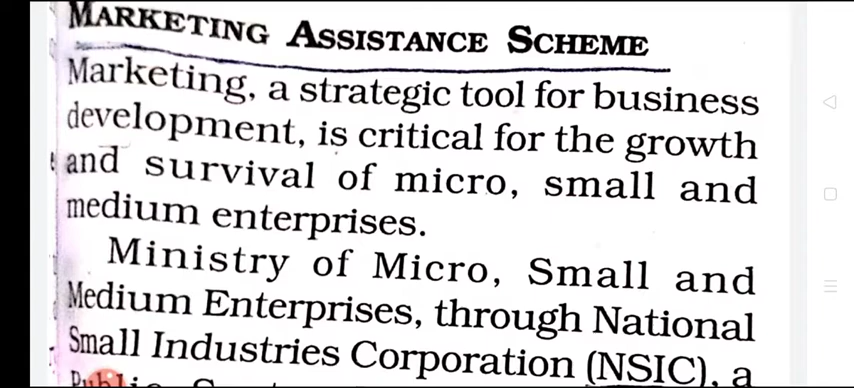 MARKETING ASSISTANCE SCHEME
Marketing, a strategic tool for business
development, is critical for the growth
and survival of micro, small and
medium enterprises.
Ministry of Micro, Small and
Medium Enterprises, through National
Small Industries Corporation (NSIC), a